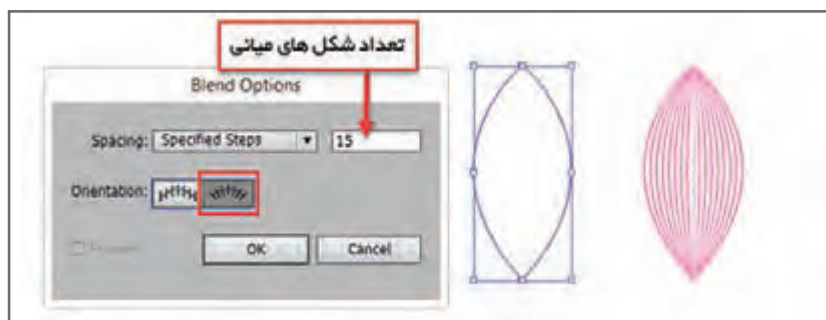 تعداد شکل های میانی
Blend Options
Spacing: Specified Steps 15
Orientation:
OK Cancel